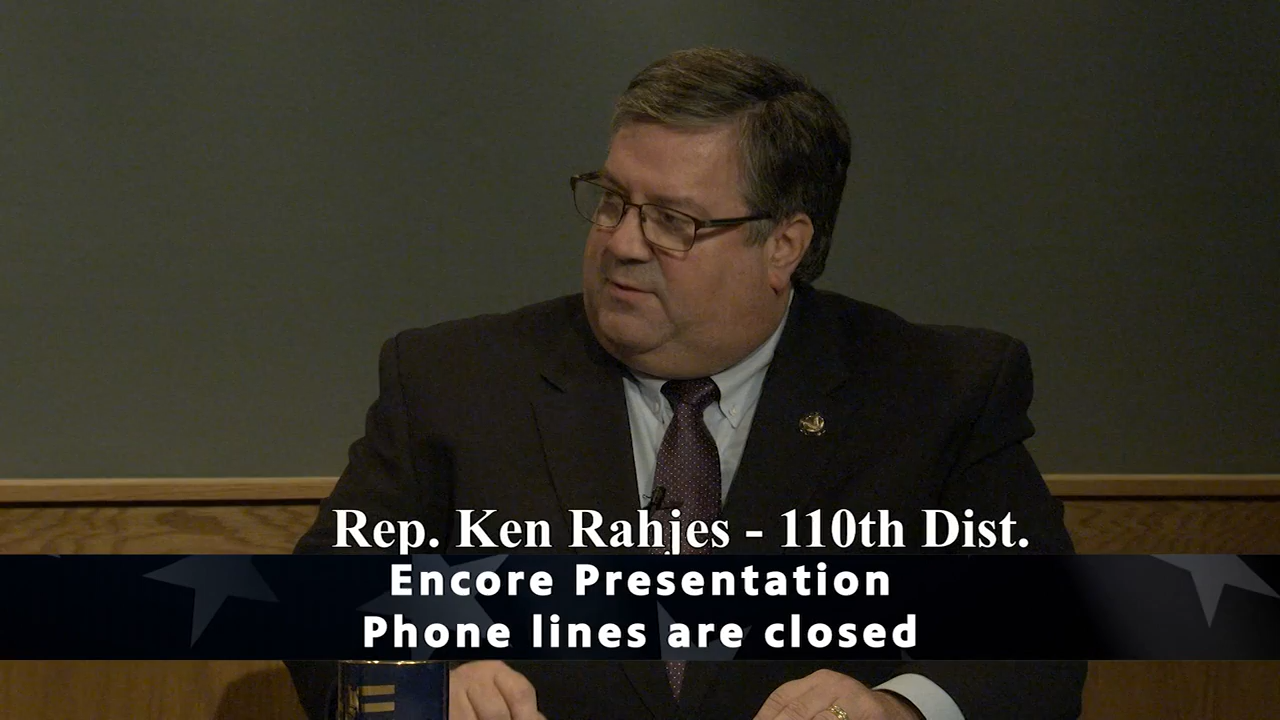 Rep. Ken Rahjes - 110th Dist.
Encore Presentation
Phone lines are closed